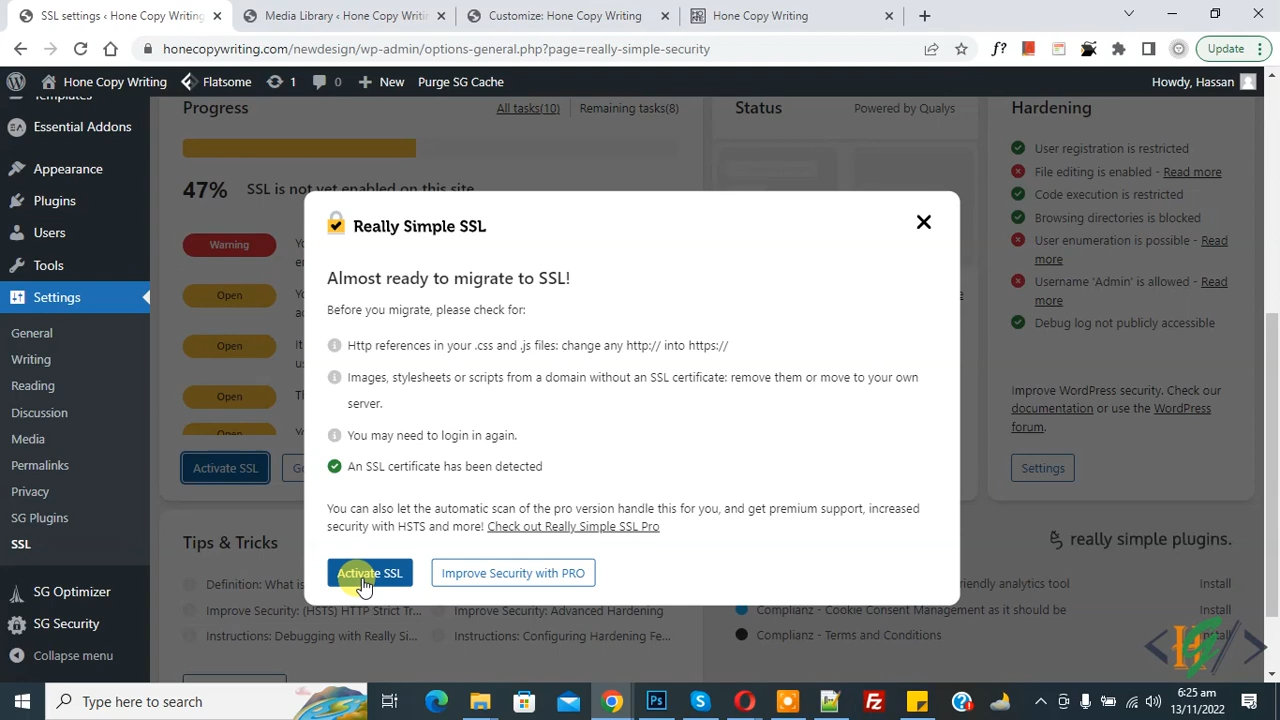 SSL settings ‹ Hone Copy Writing
Media Library ‹ Hone Copy Writing
Customize: Hone Copy Writing
Hone Copy Writing
honecopywriting.com/newdesign/wp-admin/options-general.php?page=really-simple-security
Update
Hone Copy Writing
Flatsome
1
0
New
Purge SG Cache
Howdy, Hassan
Templates
Essential Addons
Appearance
Plugins
Users
Tools
Settings
General
Writing
Reading
Discussion
Media
Permalinks
Privacy
SG Plugins
SSL
SG Optimizer
SG Security
Collapse menu
Progress
All tasks(10)
Remaining tasks(8)
47%
SSL is not yet enabled on this site.
Warning
Open
Open
Open
Open
Activate SSL
Status
Powered by Qualys
Hardening
User registration is restricted
File editing is enabled - Read more
Code execution is restricted
Browsing directories is blocked
User enumeration is possible - Read
more
Username 'Admin' is allowed - Read
more
Debug log not publicly accessible
Improve WordPress security. Check our
documentation or use the WordPress
forum.
Settings
Really Simple SSL
Almost ready to migrate to SSL!
Before you migrate, please check for:
Http references in your .css and .js files: change any http:// into https://
Images, stylesheets or scripts from a domain without an SSL certificate: remove them or move to your own
server.
You may need to login in again.
An SSL certificate has been detected
You can also let the automatic scan of the pro version handle this for you, and get premium support, increased
security with HSTS and more! Check out Really Simple SSL Pro
Activate SSL
Improve Security with PRO
Tips & Tricks
Definition: What is
Improve Security: (HSTS) HTTP Strict Tr...
Improve Security: Advanced Hardening
Instructions: Debugging with Really Si...
Instructions: Configuring Hardening Fe...
really simple plugins.
friendly analytics tool
Install
Complianz - Cookie Consent Management as it should be
Install
Complianz - Terms and Conditions
Install
Type here to search
6:25 am
13/11/2022